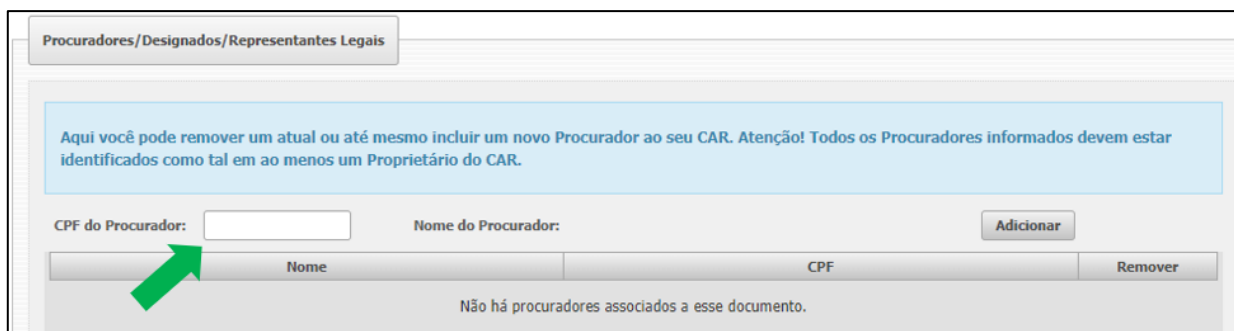 Procuradores/Designados/Representantes Legais
Aqui você pode remover um atual ou até mesmo incluir um novo Procurador ao seu CAR. Atenção! Todos os Procuradores informados devem estar
identificados como tal em ao menos um Proprietário do CAR.
CPF do Procurador: Nome do Procurador: Adicionar
Nome CPF Remover
Não há procuradores associados a esse documento.